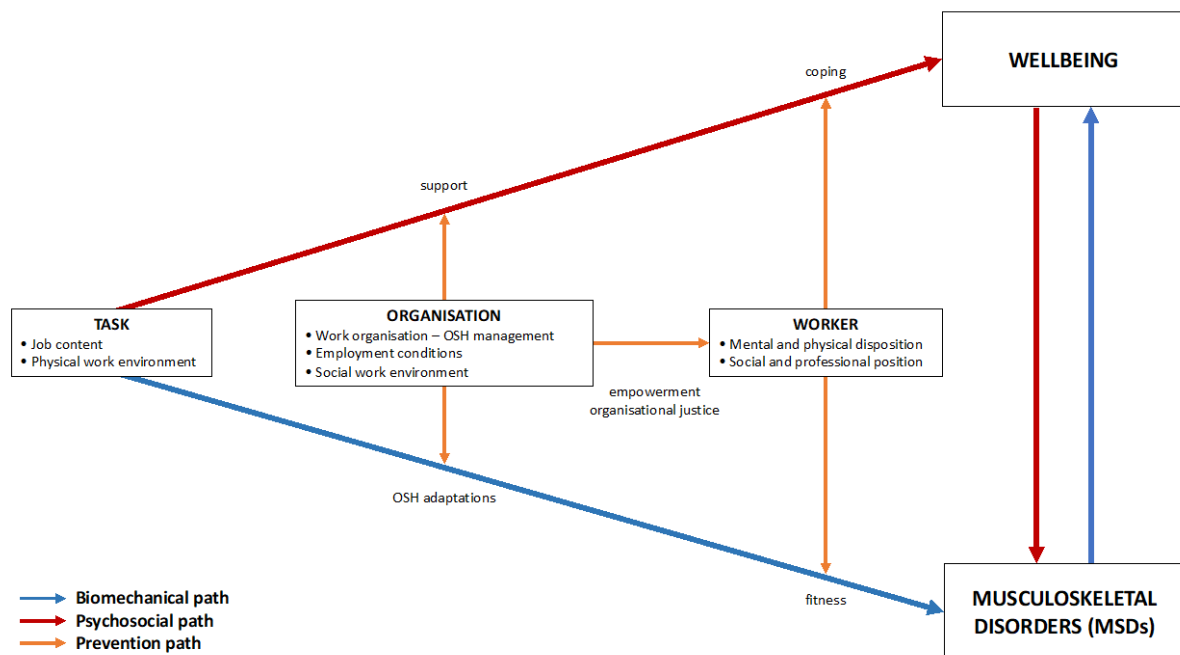 WELLBEING
coping
support
TASK
• Job content
• Physical work environment
ORGANISATION
• Work organisation – OSH management
• Employment conditions
• Social work environment
WORKER
• Mental and physical disposition
• Social and professional position
empowerment
organisational justice
OSH adaptations
fitness
MUSCULOSKELETAL
DISORDERS (MSDs)
Biomechanical path
Psychosocial path
Prevention path